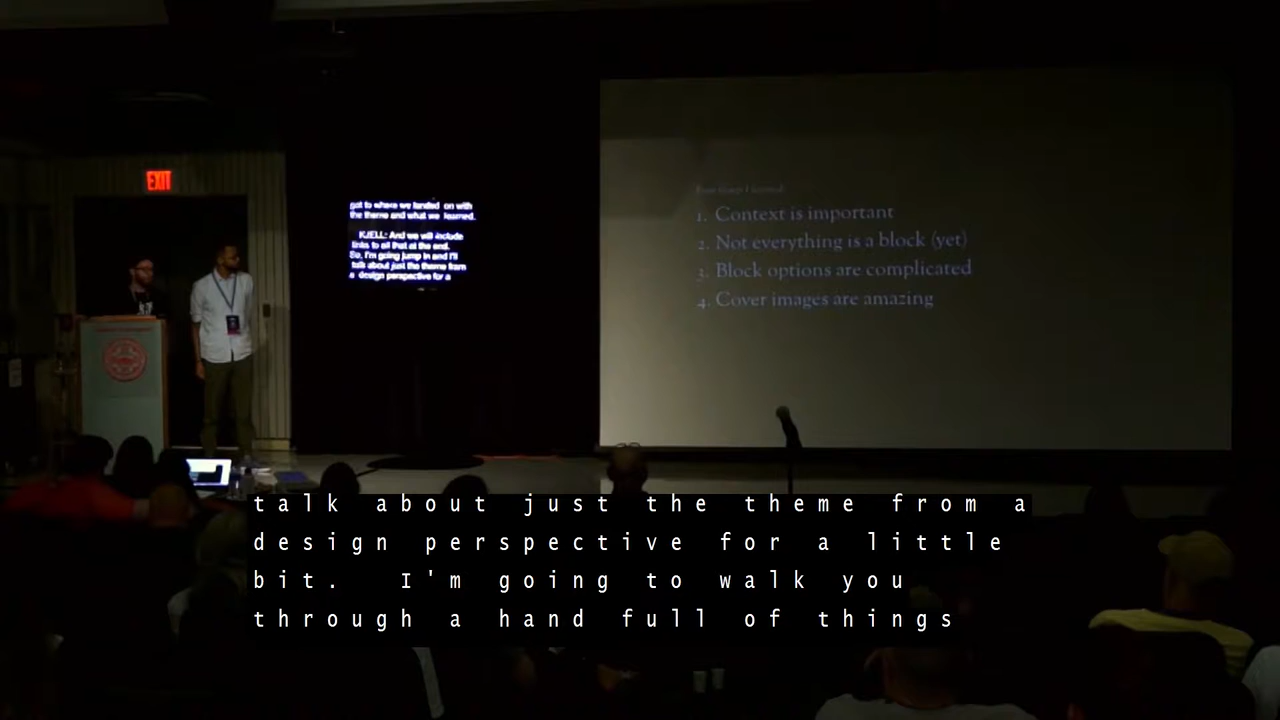 EXIT
got to where we landed on with
the theme and what we learned.
KJELL: And we will include
links to all that at the end.
So, I'm going jump in and I'll
talk about just the theme from
a design perspective for a
1. Context is important
2. Not everything is a block (yet)
3. Block options are complicated
4. Cover images are amazing
talk about just the theme from a
design perspective for a little
bit. I'm going to walk you
through a hand full of things